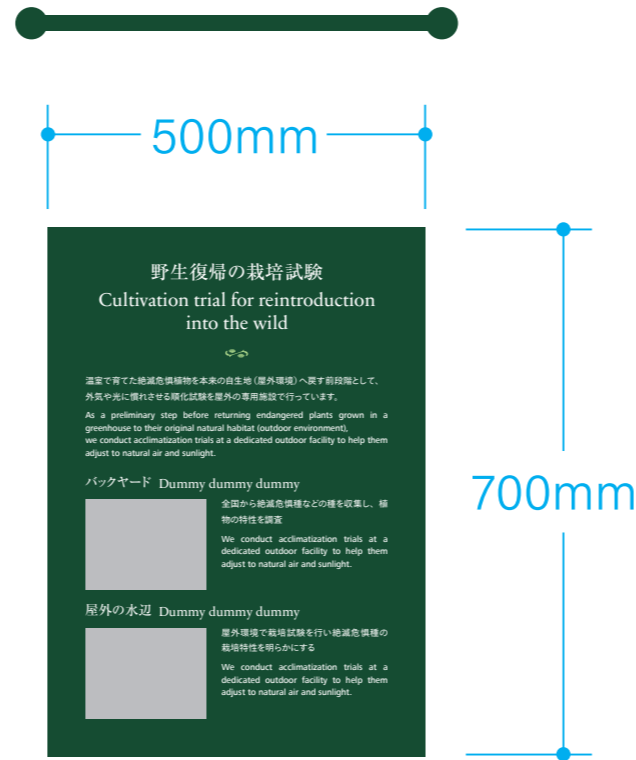 500mm
野生復帰の栽培試験
Cultivation trial for reintroduction
into the wild
温室で育てた絶滅危惧植物を本来の自生地（屋外環境）へ戻す前段階として、
外気や光に慣れさせる順化試験を屋外の専用施設で行っています。
As a preliminary step before returning endangered plants grown in a
greenhouse to their original natural habitat (outdoor environment),
we conduct acclimatization trials at a dedicated outdoor facility to help them
adjust to natural air and sunlight.
バックヤード Dummy dummy dummy
全国から絶滅危惧種などの種を収集し、植
物の特性を調査
We conduct acclimatization trials at a
dedicated outdoor facility to help them
adjust to natural air and sunlight.
屋外の水辺 Dummy dummy dummy
屋外環境で栽培試験を行い絶滅危惧種の
栽培特性を明らかにする
We conduct acclimatization trials at a
dedicated outdoor facility to help them
adjust to natural air and sunlight.
700mm